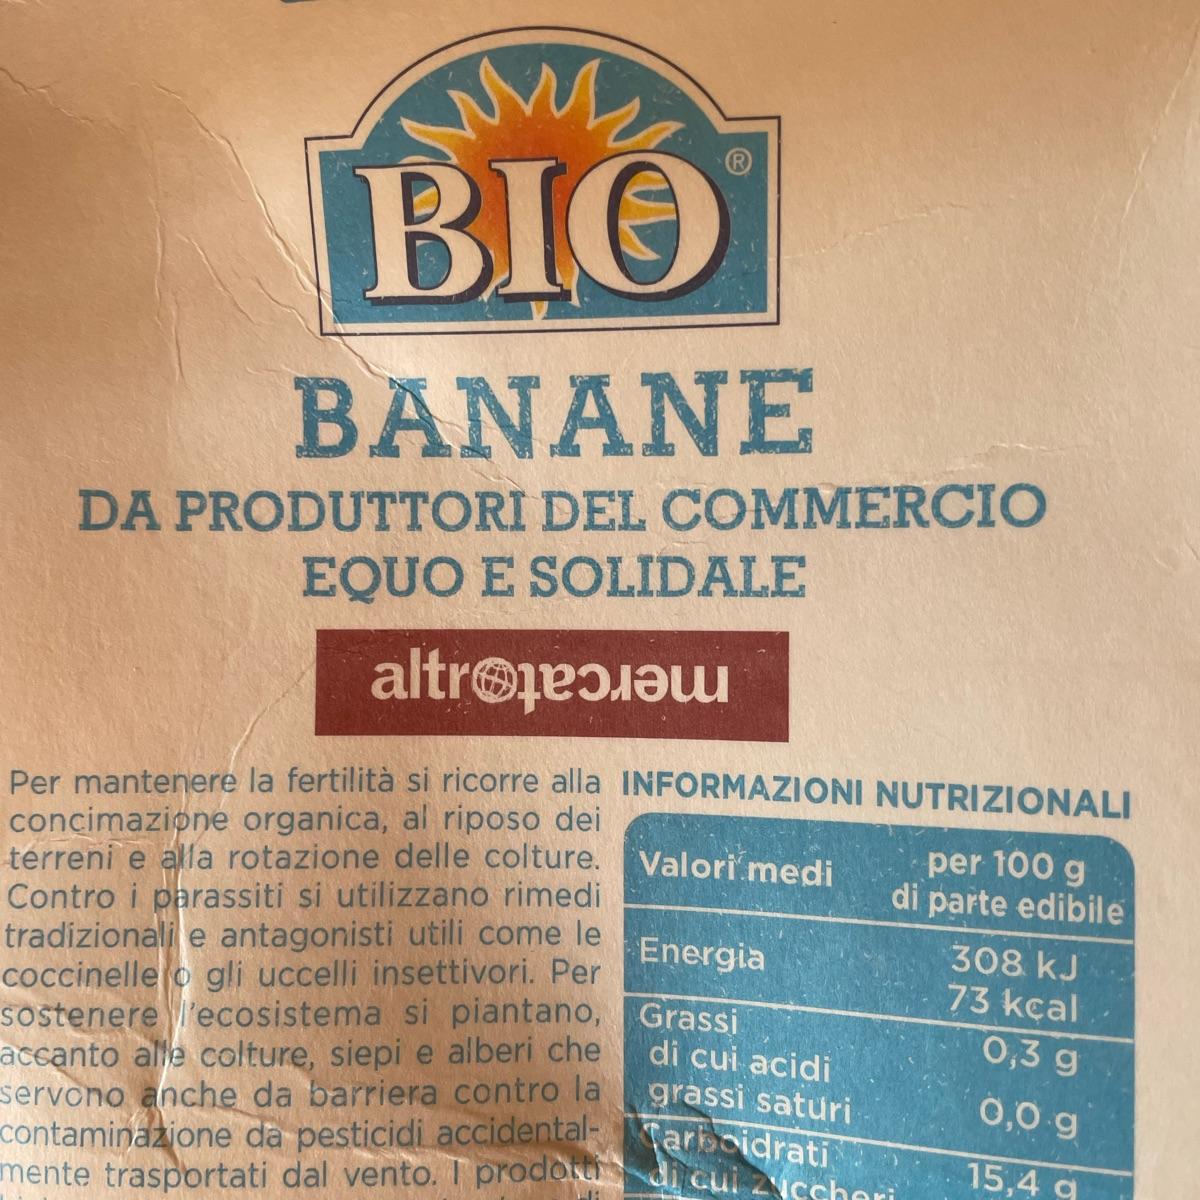 BIO®
BANANE
DA PRODUTTORI DEL COMMERCIO
EQUO E SOLIDALE
altromercato
Per mantenere la fertilità si ricorre alla
concimazione organica, al riposo dei
terreni e alla rotazione delle colture.
Contro i parassiti si utilizzano rimedi
tradizionali e antagonisti utili come le
coccinelle o gli uccelli insettivori. Per
sostenere l'ecosistema si piantano,
accanto alle colture, siepi e alberi che
servono anche da barriera contro la
contaminazione da pesticidi accidental-
mente trasportati dal vento. I prodotti
INFORMAZIONI NUTRIZIONALI
Valori medi per 100 g
di parte edibile
Energia 308 kJ
73 kcal
Grassi 0,3 g
di cui acidi
grassi saturi 0,0 g
Carboidrati 15,4 g
di cui zuccheri